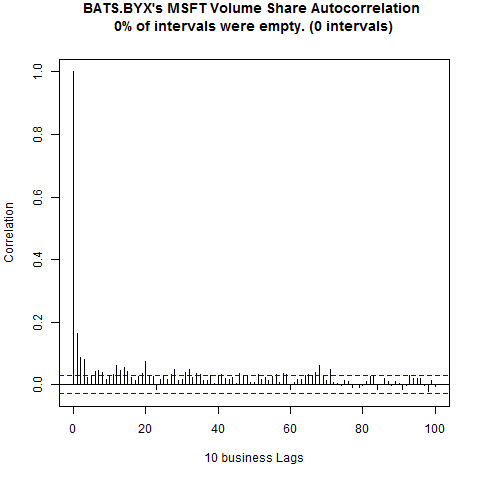 BATS.BYX's MSFT Volume Share Autocorrelation
0% of intervals were empty. (0 intervals)
Correlation
1.0
0.8
0.6
0.4
0.2
0.0
0 20 40 60 80 100
10 business Lags